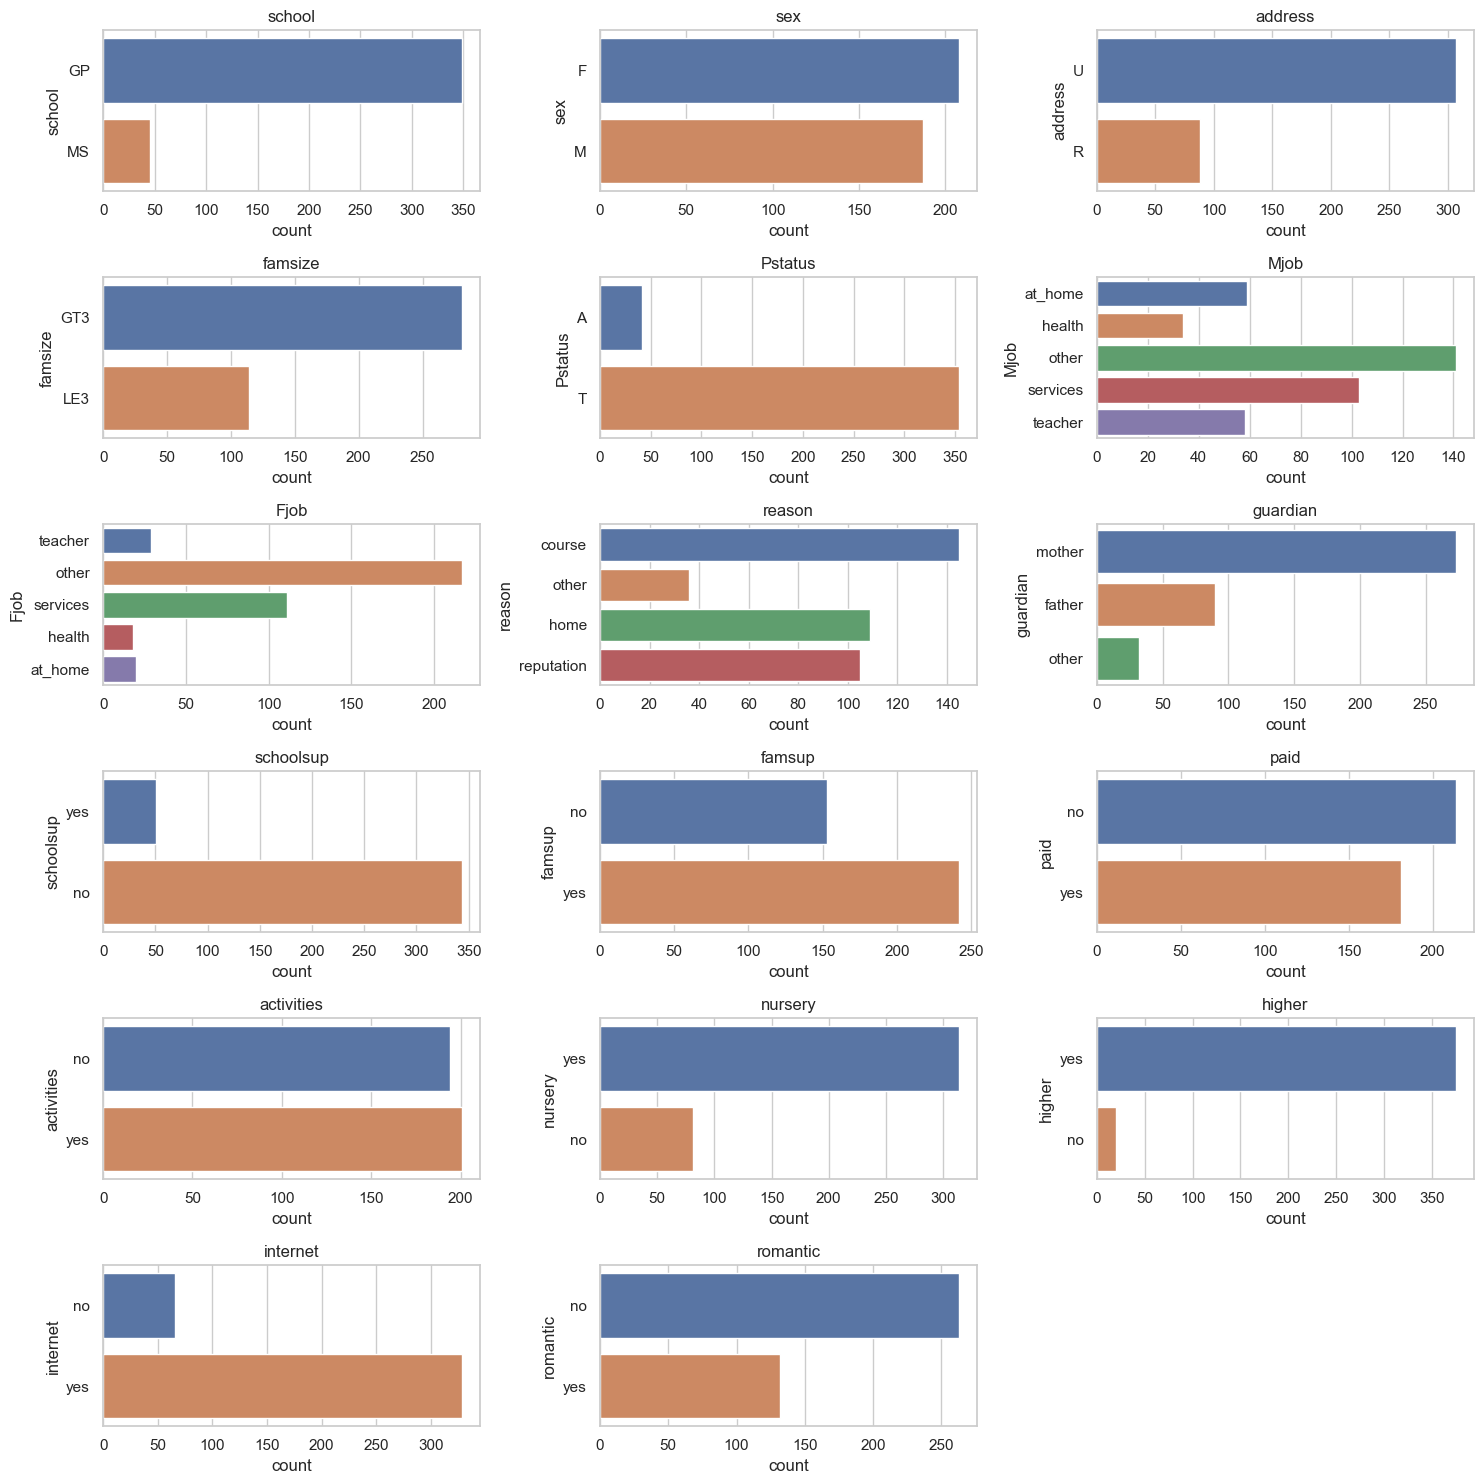 school
GP
MS
school
0 50 100 150 200 250 300 350
count
sex
F
M
sex
0 50 100 150 200
count
address
U
R
address
0 50 100 150 200 250 300
count
famsize
GT3
LE3
famsize
0 50 100 150 200 250
count
Pstatus
A
T
Pstatus
0 50 100 150 200 250 300 350
count
Mjob
at_home
health
other
services
teacher
Mjob
0 20 40 60 80 100 120 140
count
Fjob
teacher
other
services
health
at_home
Fjob
0 50 100 150 200
count
reason
course
other
home
reputation
reason
0 20 40 60 80 100 120 140
count
guardian
mother
father
other
guardian
0 50 100 150 200 250
count
schoolsup
yes
no
schoolsup
0 50 100 150 200 250 300 350
count
famsup
no
yes
famsup
0 50 100 150 200 250
count
paid
no
yes
paid
0 50 100 150 200
count
activities
no
yes
activities
0 50 100 150 200
count
nursery
yes
no
nursery
0 50 100 150 200 250 300
count
higher
yes
no
higher
0 50 100 150 200 250 300 350
count
internet
no
yes
internet
0 50 100 150 200 250 300
count
romantic
no
yes
romantic
0 50 100 150 200 250
count